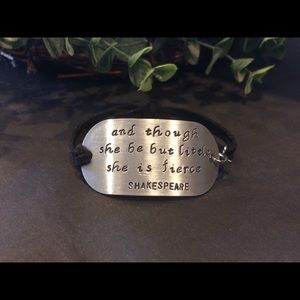 and though
she be but little
she is fierce
SHAKESPEARE